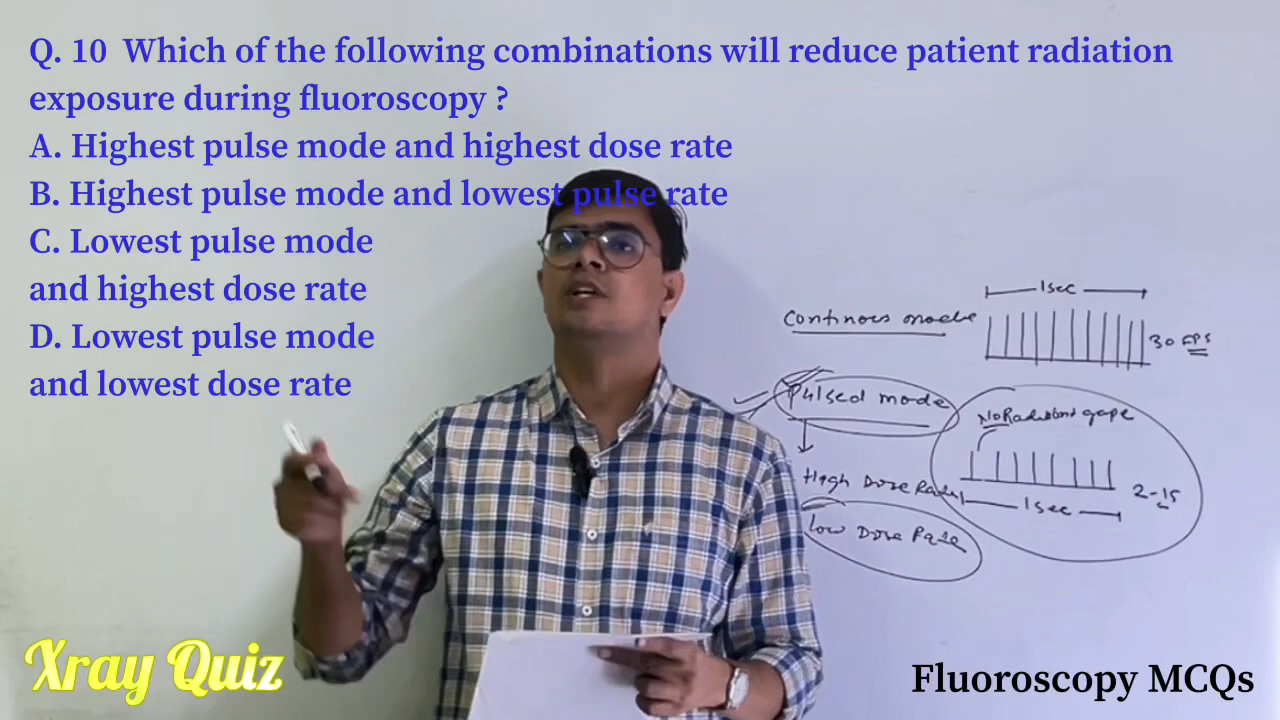 Q. 10 Which of the following combinations will reduce patient radiation
exposure during fluoroscopy ?
A. Highest pulse mode and highest dose rate
B. Highest pulse mode and lowest pulse rate
C. Lowest pulse mode
and highest dose rate
D. Lowest pulse mode
and lowest dose rate
1sec
Continous mode
30 FPS
Pulsed mode
No Radiation gape
High Dose Rate
2-15
1sec
Low Dose Rate
Xray Quiz
Fluoroscopy MCQs